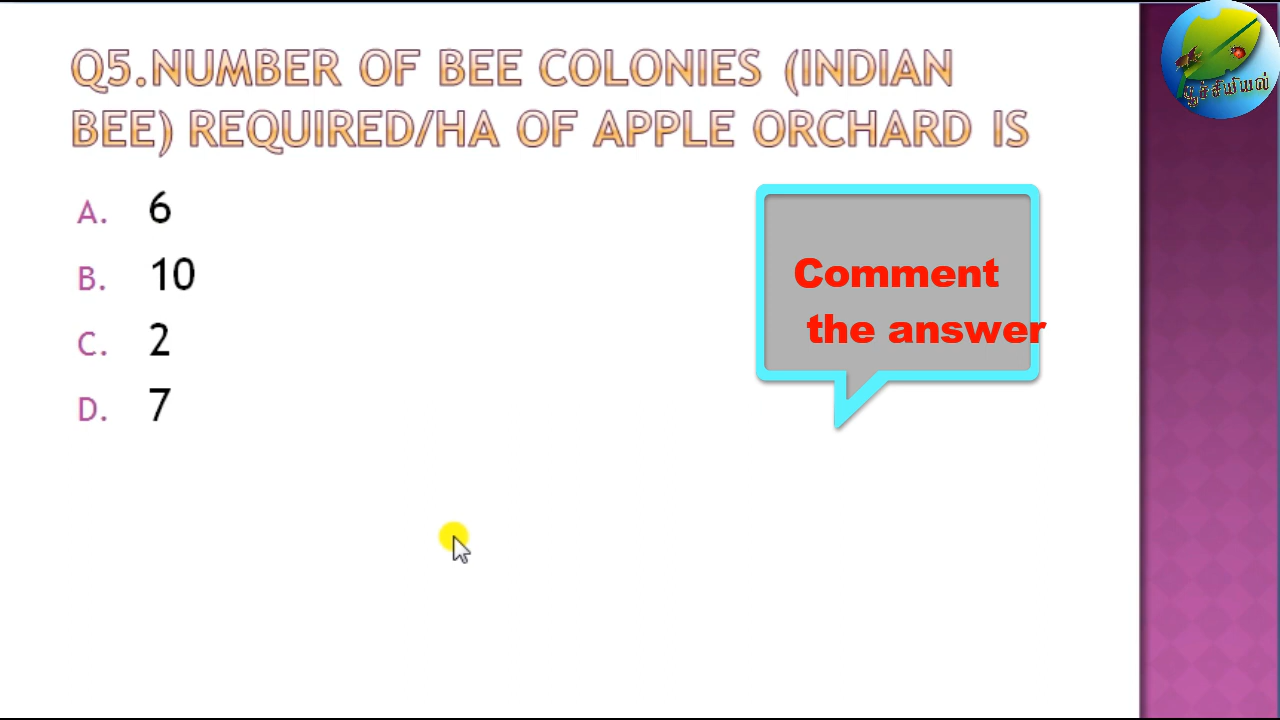 Q5.NUMBER OF BEE COLONIES (INDIAN
BEE) REQUIRED/HA OF APPLE ORCHARD IS
A. 6
B. 10
C. 2
D. 7
Comment
the answer
பூச்சியியல்